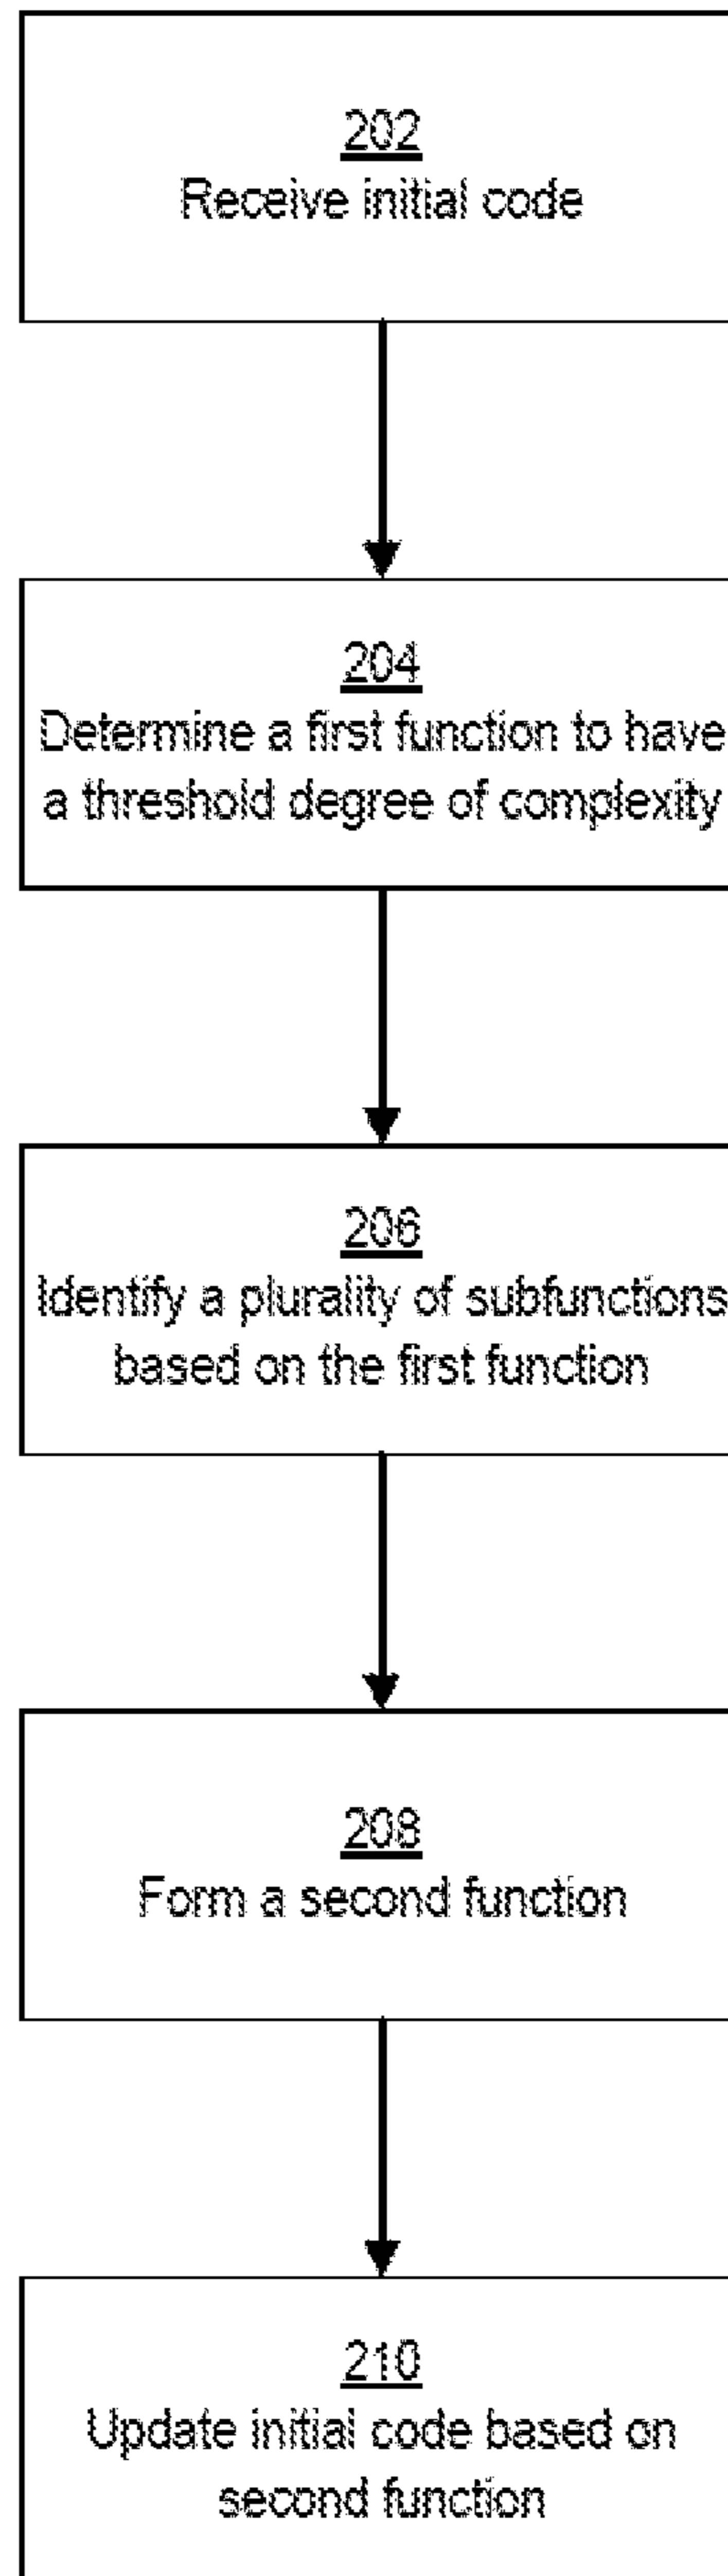 202
Receive initial code
204
Determine a first function to have
a threshold degree of complexity
206
Identify a plurality of subfunctions
based on the first function
208
Form a second function
210
Update initial code based on
second function